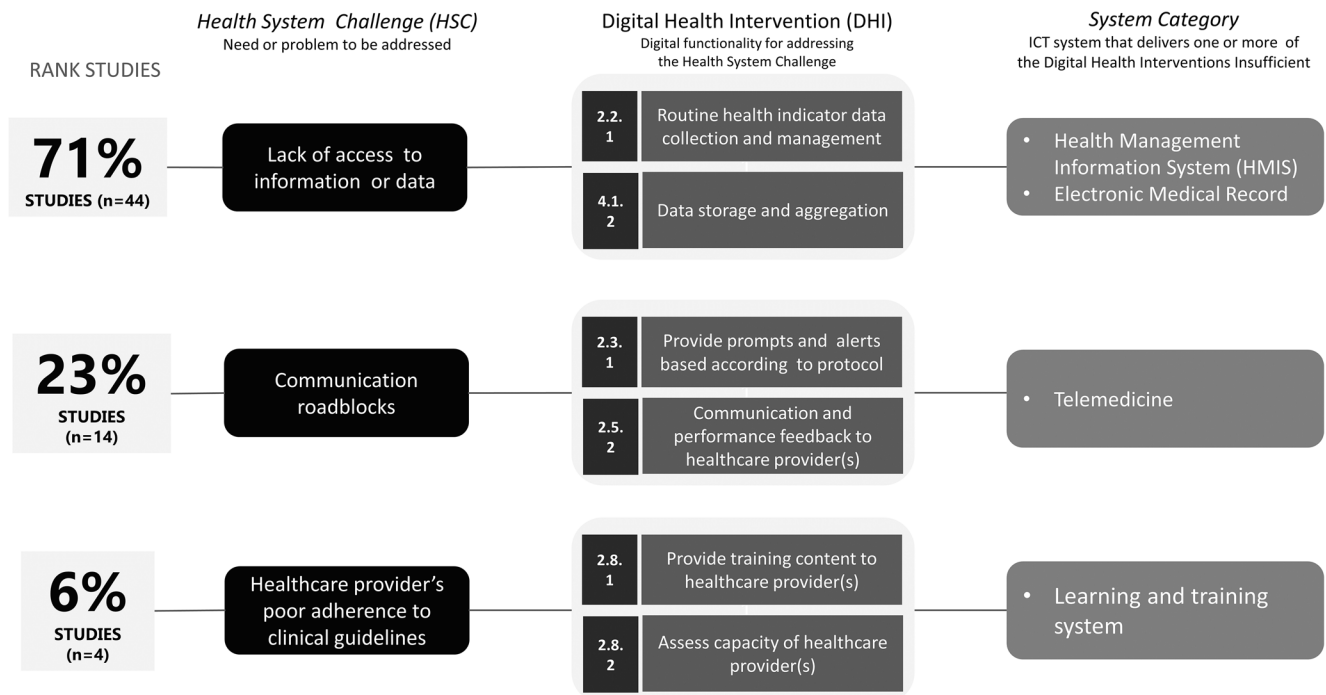 Health System Challenge (HSC)
Need or problem to be addressed
Digital Health Intervention (DHI)
Digital functionality for addressing
the Health System Challenge
System Category
ICT system that delivers one or more of
the Digital Health Interventions Insufficient
RANK STUDIES
71%
STUDIES (n=44)
Lack of access to
information or data
2.2.
1
Routine health indicator data
collection and management
4.1.
2
Data storage and aggregation
• Health Management
Information System (HMIS)
• Electronic Medical Record
23%
STUDIES
(n=14)
Communication
roadblocks
2.3.
1
Provide prompts and alerts
based according to protocol
2.5.
2
Communication and
performance feedback to
healthcare provider(s)
• Telemedicine
6%
STUDIES
(n=4)
Healthcare provider’s
poor adherence to
clinical guidelines
2.8.
1
Provide training content to
healthcare provider(s)
2.8.
2
Assess capacity of healthcare
provider(s)
• Learning and training
system